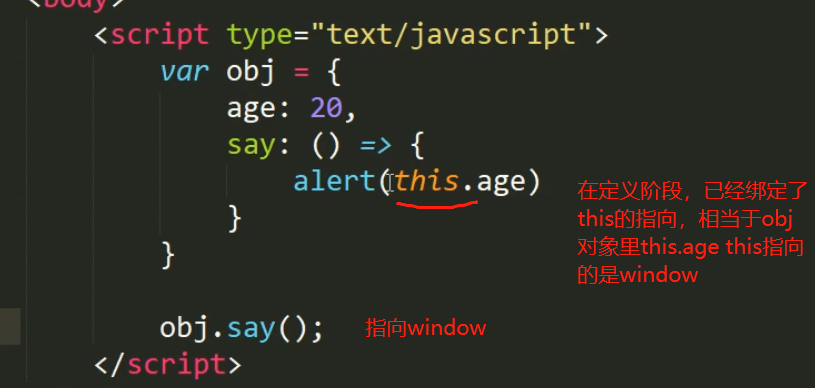 <body>
<script type="text/javascript">
var obj = {
age: 20,
say: () => {
alert(this.age)
}
}
obj.say();
</script>
在定义阶段，已经绑定了
this的指向，相当于obj
对象里this.age this指向
的是window
指向window